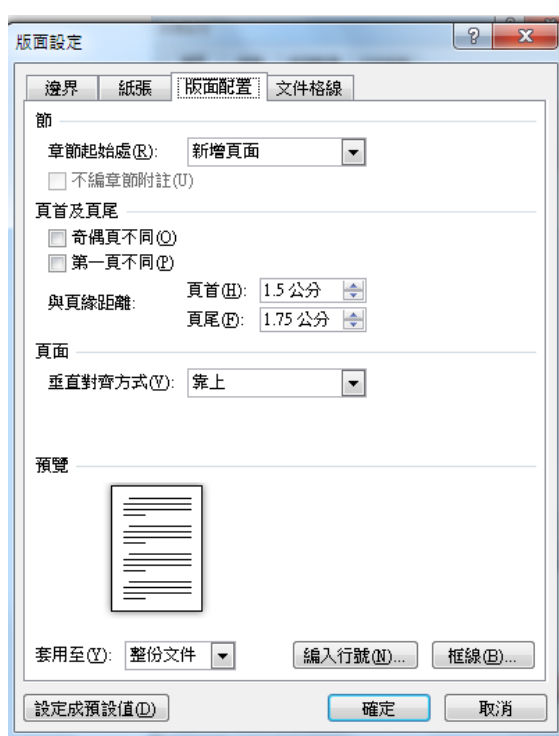 版面設定
邊界 紙張 版面配置 文件格線
節
章節起始處(R): 新增頁面
不編章節附註(U)
頁首及頁尾
奇偶頁不同(O)
第一頁不同(P)
與頁緣距離:
頁首(H): 1.5 公分
頁尾(F): 1.75 公分
頁面
垂直對齊方式(V): 靠上
預覽
套用至(Y): 整份文件 編入行號(N)... 框線(B)...
設定成預設值(D) 確定 取消